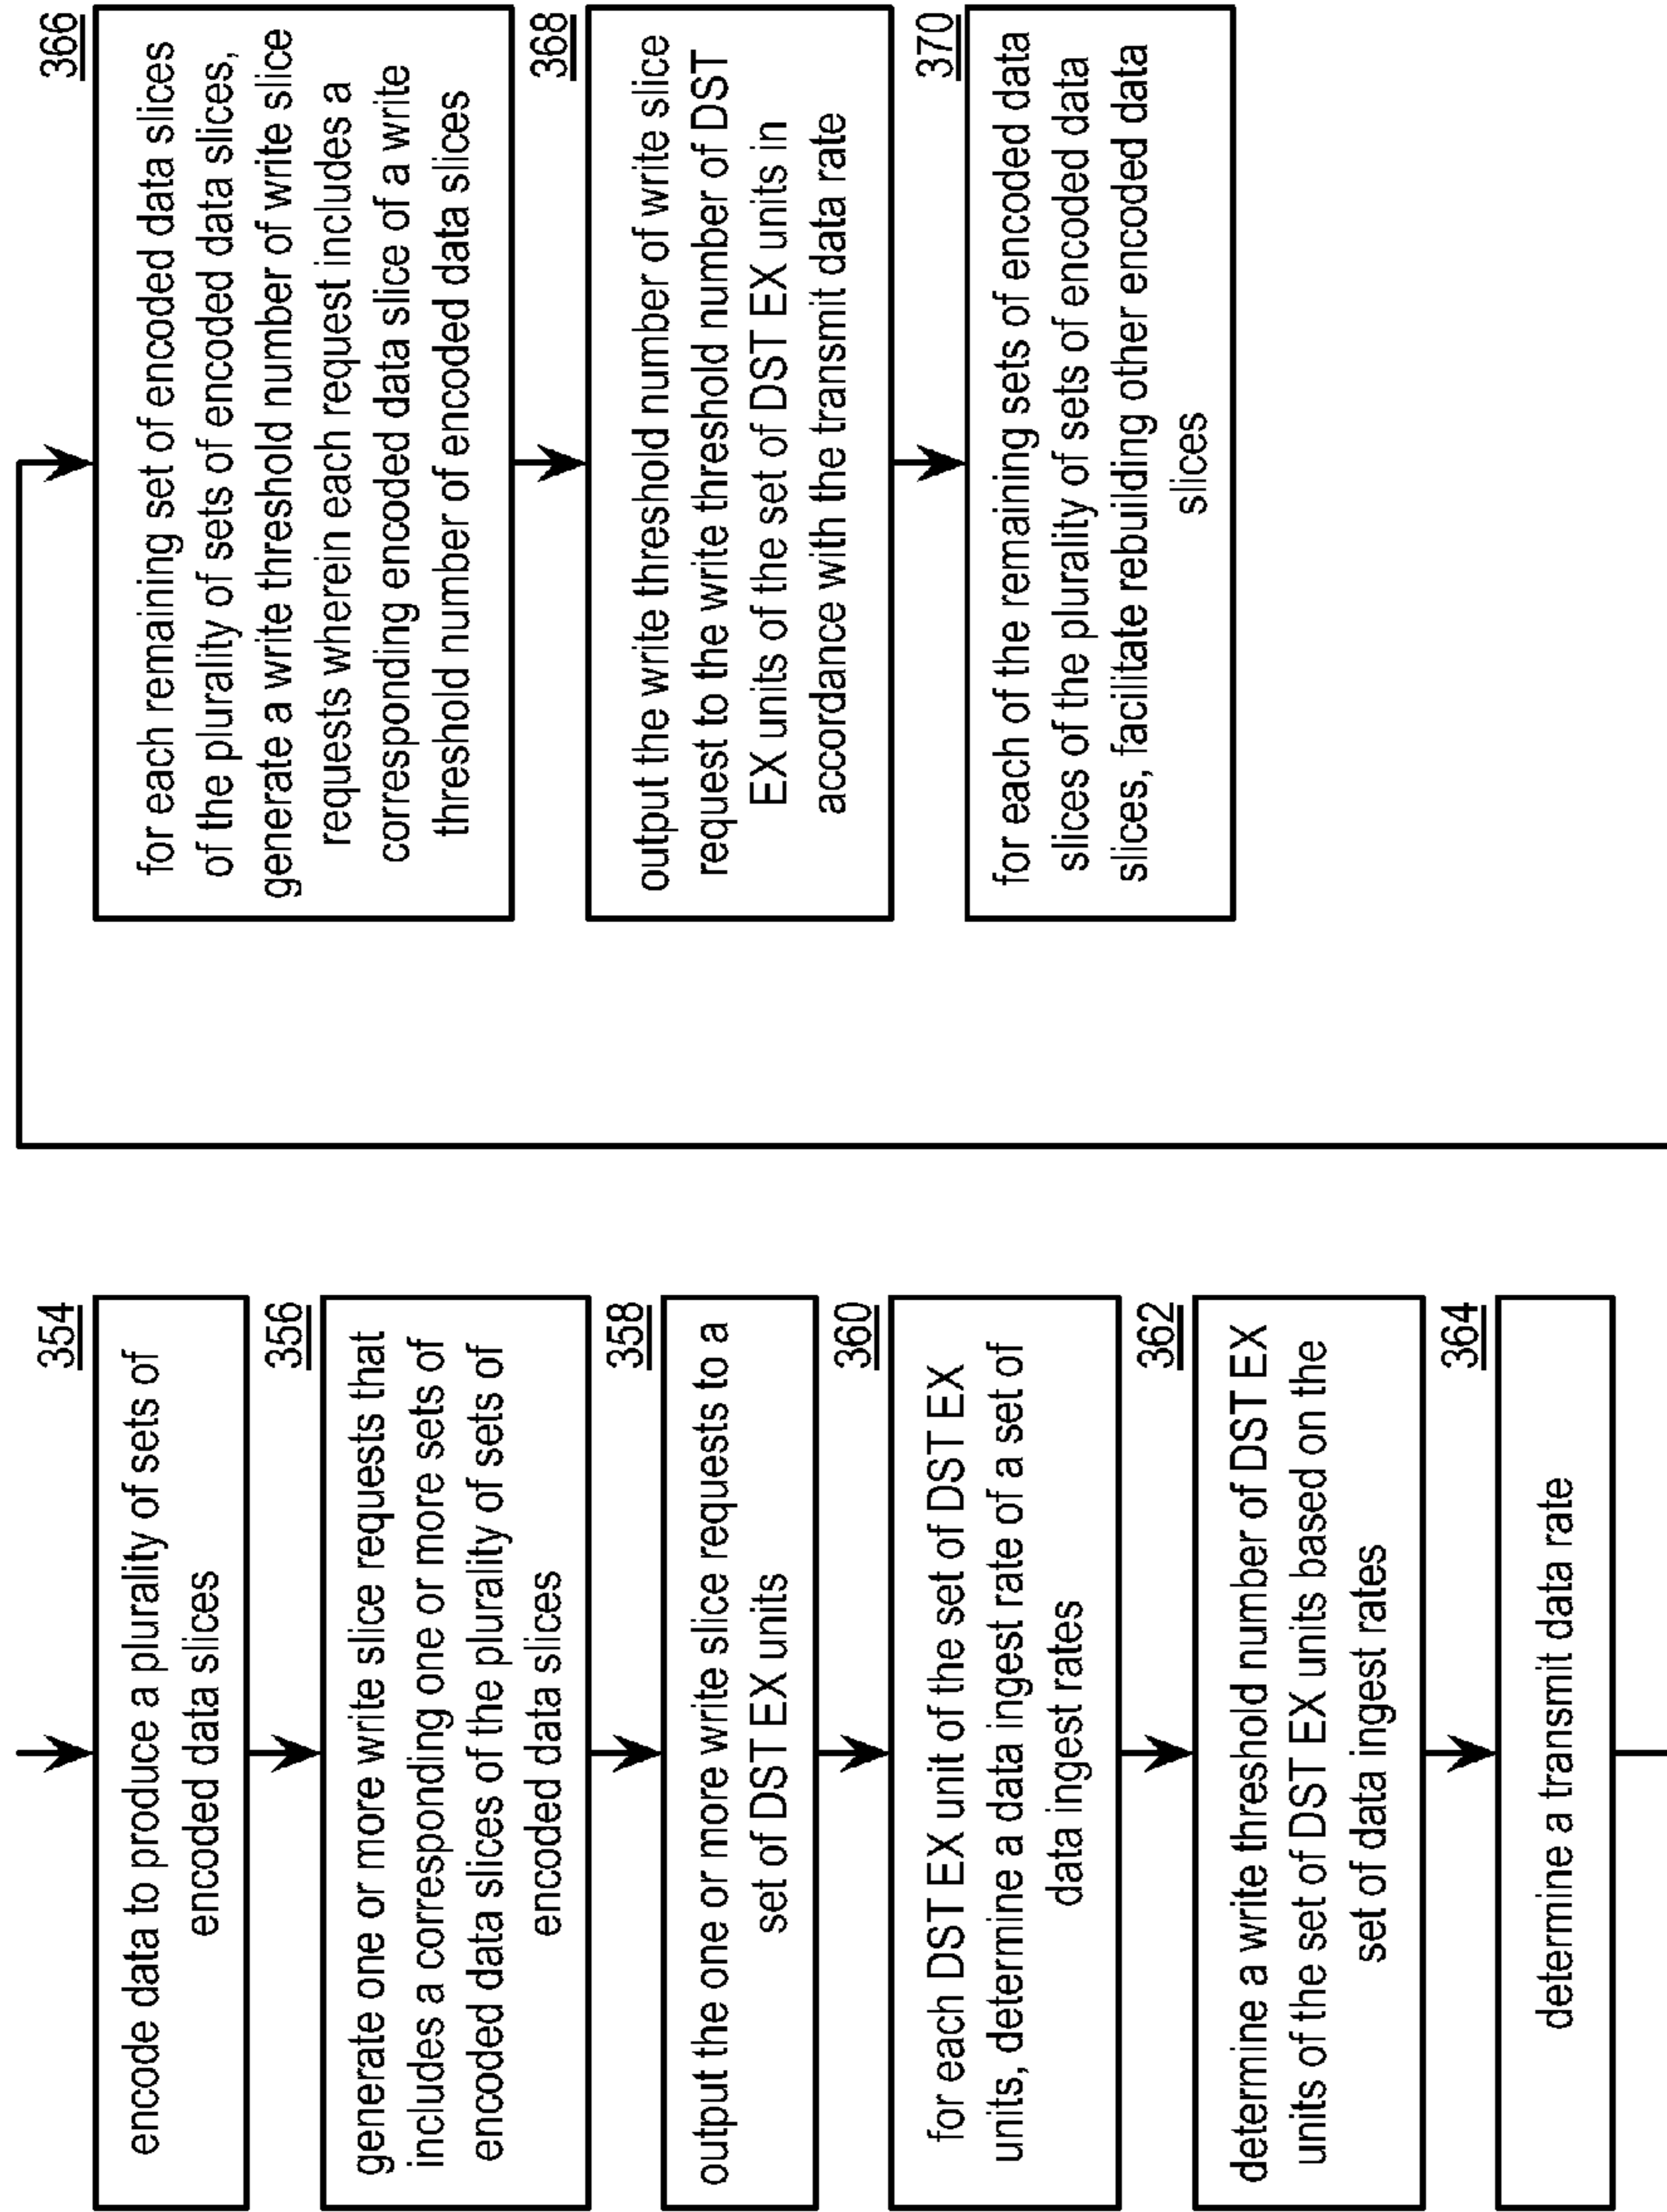 354
encode data to produce a plurality of sets of
encoded data slices
356
generate one or more write slice requests that
includes a corresponding one or more sets of
encoded data slices of the plurality of sets of
encoded data slices
358
output the one or more write slice requests to a
set of DST EX units
360
for each DST EX unit of the set of DST EX
units, determine a data ingest rate of a set of
data ingest rates
362
determine a write threshold number of DST EX
units of the set of DST EX units based on the
set of data ingest rates
364
determine a transmit data rate
366
for each remaining set of encoded data slices
of the plurality of sets of encoded data slices,
generate a write threshold number of write slice
requests wherein each request includes a
corresponding encoded data slice of a write
threshold number of encoded data slices
368
output the write threshold number of write slice
request to the write threshold number of DST
EX units of the set of DST EX units in
accordance with the transmit data rate
370
for each of the remaining sets of encoded data
slices of the plurality of sets of encoded data
slices, facilitate rebuilding other encoded data
slices